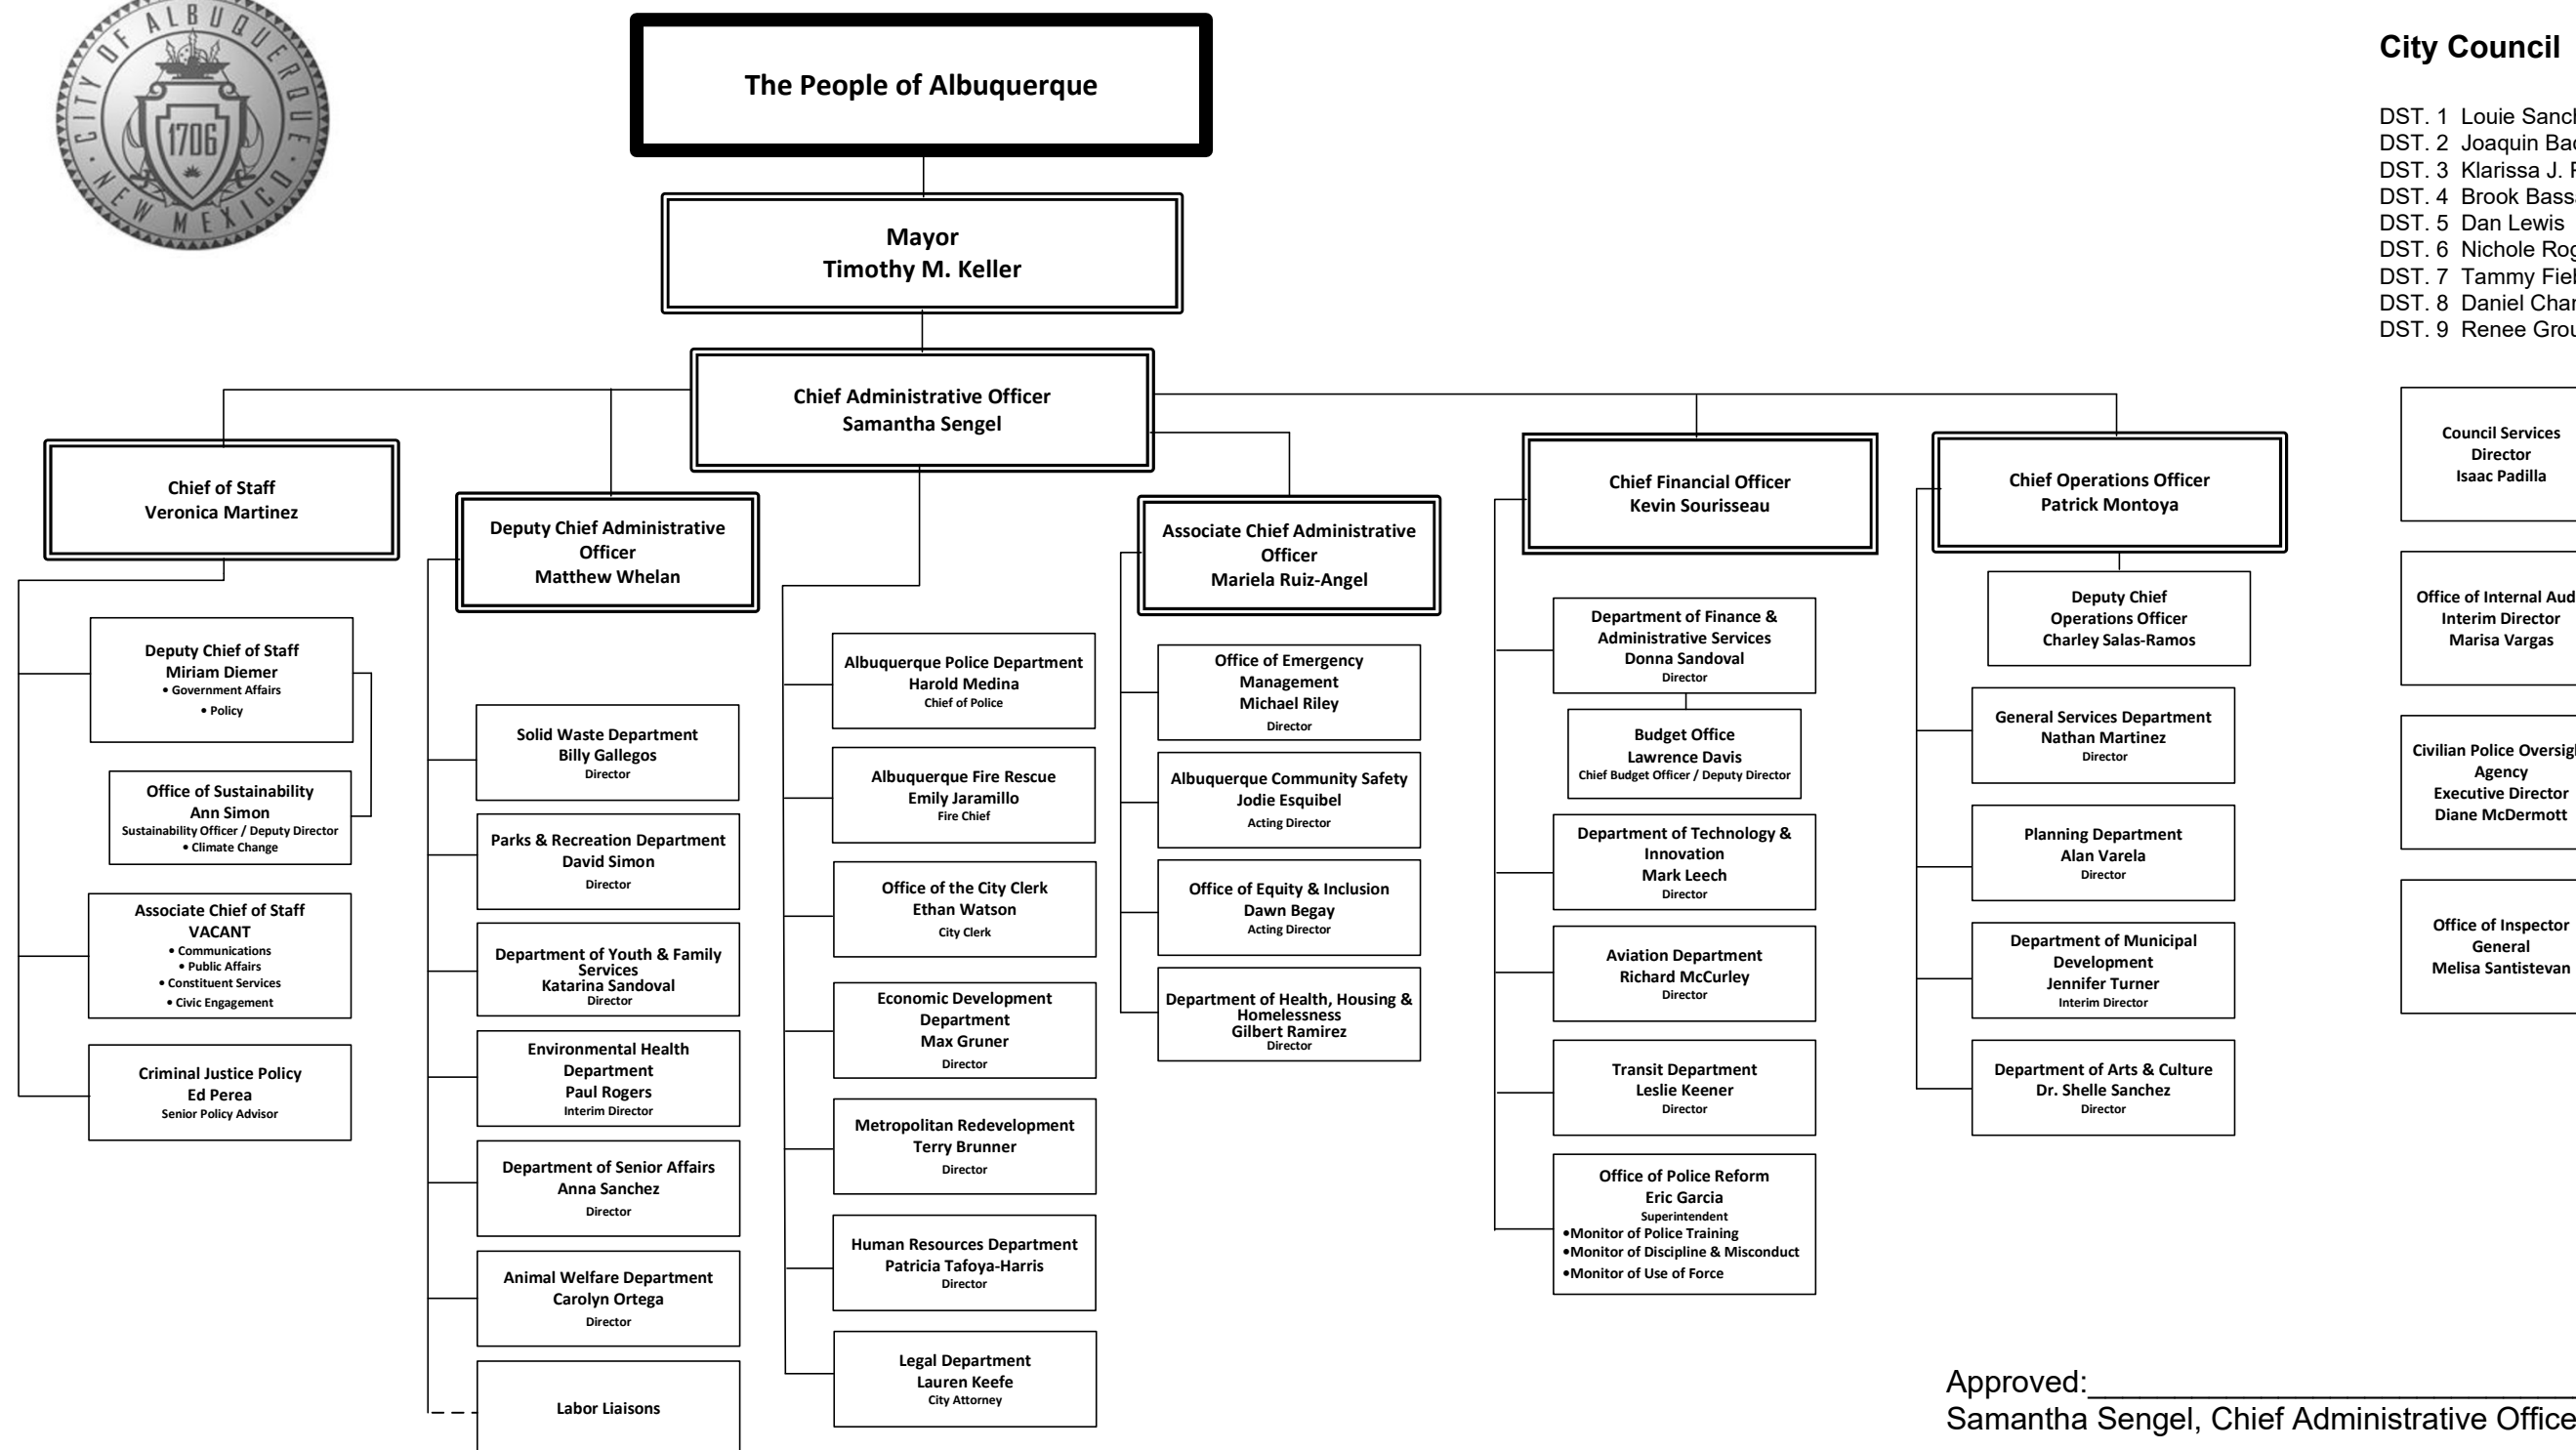 CITY OF ALBUQUERQUE
NEW MEXICO
1706
The People of Albuquerque
Mayor
Timothy M. Keller
Chief Administrative Officer
Samantha Sengel
City Council
DST. 1 Louie
DST. 2 Joaquin
DST. 3 Klarissa J.
DST. 4 Brook
DST. 5 Dan Lewis
DST. 6 Nichole
DST. 7 Tammy
DST. 8 Daniel
DST. 9 Renee
Chief of Staff
Veronica Martinez
Deputy Chief of Staff
Miriam Diemer
• Government Affairs
• Policy
Office of Sustainability
Ann Simon
Sustainability Officer / Deputy Director
• Climate Change
Associate Chief of Staff
VACANT
• Communications
• Public Affairs
• Constituent Services
• Civic Engagement
Criminal Justice Policy
Ed Perea
Senior Policy Advisor
Deputy Chief Administrative
Officer
Matthew Whelan
Solid Waste Department
Billy Gallegos
Director
Parks & Recreation Department
David Simon
Director
Department of Youth & Family
Services
Katarina Sandoval
Director
Environmental Health
Department
Paul Rogers
Interim Director
Department of Senior Affairs
Anna Sanchez
Director
Animal Welfare Department
Carolyn Ortega
Director
Labor Liaisons
Albuquerque Police Department
Harold Medina
Chief of Police
Albuquerque Fire Rescue
Emily Jaramillo
Fire Chief
Office of the City Clerk
Ethan Watson
City Clerk
Economic Development
Department
Max Gruner
Director
Metropolitan Redevelopment
Terry Brunner
Director
Human Resources Department
Patricia Tafoya-Harris
Director
Legal Department
Lauren Keefe
City Attorney
Associate Chief Administrative
Officer
Mariela Ruiz-Angel
Office of Emergency
Management
Michael Riley
Director
Albuquerque Community Safety
Jodie Esquibel
Acting Director
Office of Equity & Inclusion
Dawn Begay
Acting Director
Department of Health, Housing &
Homelessness
Gilbert Ramirez
Director
Chief Financial Officer
Kevin Sourisseau
Department of Finance &
Administrative Services
Donna Sandoval
Director
Budget Office
Lawrence Davis
Chief Budget Officer / Deputy Director
Department of Technology &
Innovation
Mark Leech
Director
Aviation Department
Richard McCurley
Director
Transit Department
Leslie Keener
Director
Office of Police Reform
Eric Garcia
Superintendent
•Monitor of Police Training
•Monitor of Discipline & Misconduct
•Monitor of Use of Force
Chief Operations Officer
Patrick Montoya
Deputy Chief
Operations Officer
Charley Salas-Ramos
General Services Department
Nathan Martinez
Director
Planning Department
Alan Varela
Director
Department of Municipal
Development
Jennifer Turner
Interim Director
Department of Arts & Culture
Dr. Shelle Sanchez
Director
Council Services
Director
Isaac Padilla
Office of Internal
Interim Director
Marisa Vargas
Civilian Police
Agency
Executive Director
Diane McDermott
Office of Inspector
General
Melisa Santistevan
Approved:
Samantha Sengel, Chief Administrative